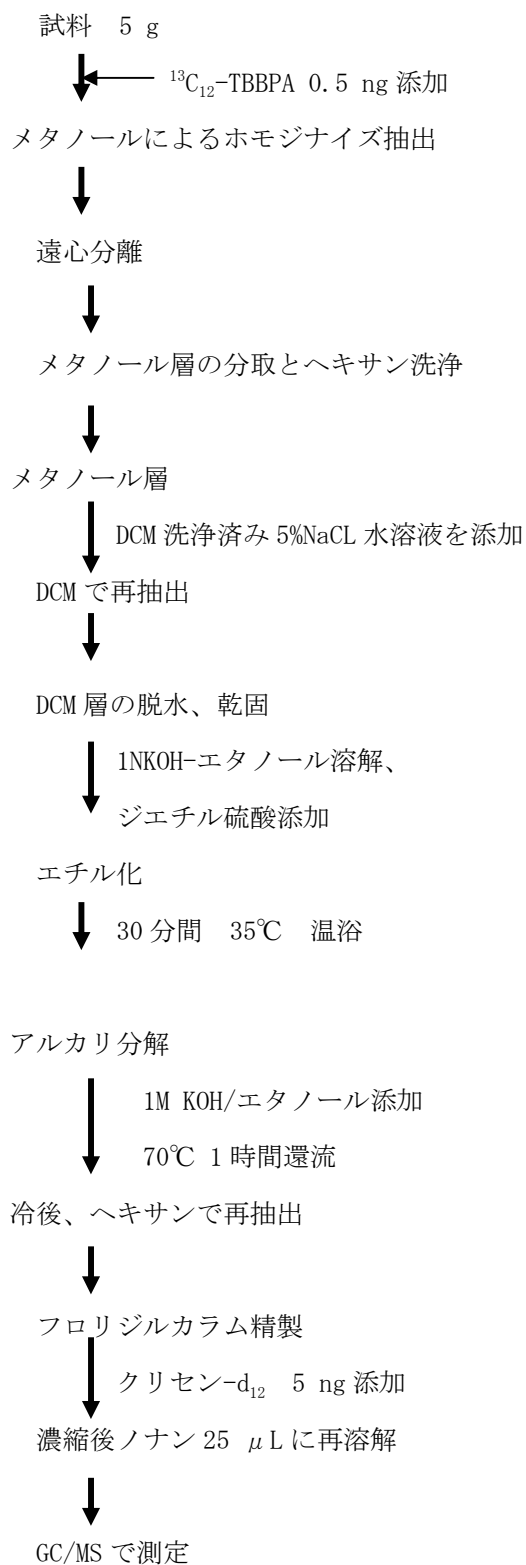 試料 5 g
¹³C₁₂-TBBPA 0.5 ng 添加
メタノールによるホモジナイズ抽出
遠心分離
メタノール層の分取とヘキサン洗浄
メタノール層
DCM 洗浄済み 5%NaCL 水溶液を添加
DCM で再抽出
DCM 層の脱水、乾固
1NKOH-エタノール溶解、
ジエチル硫酸添加
エチル化
30 分間 35℃ 温浴
アルカリ分解
1M KOH/エタノール添加
70℃ 1 時間還流
冷後、ヘキサンで再抽出
フロリジルカラム精製
クリセン-d₁₂ 5 ng 添加
濃縮後ノナン 25 μL に再溶解
GC/MS で測定